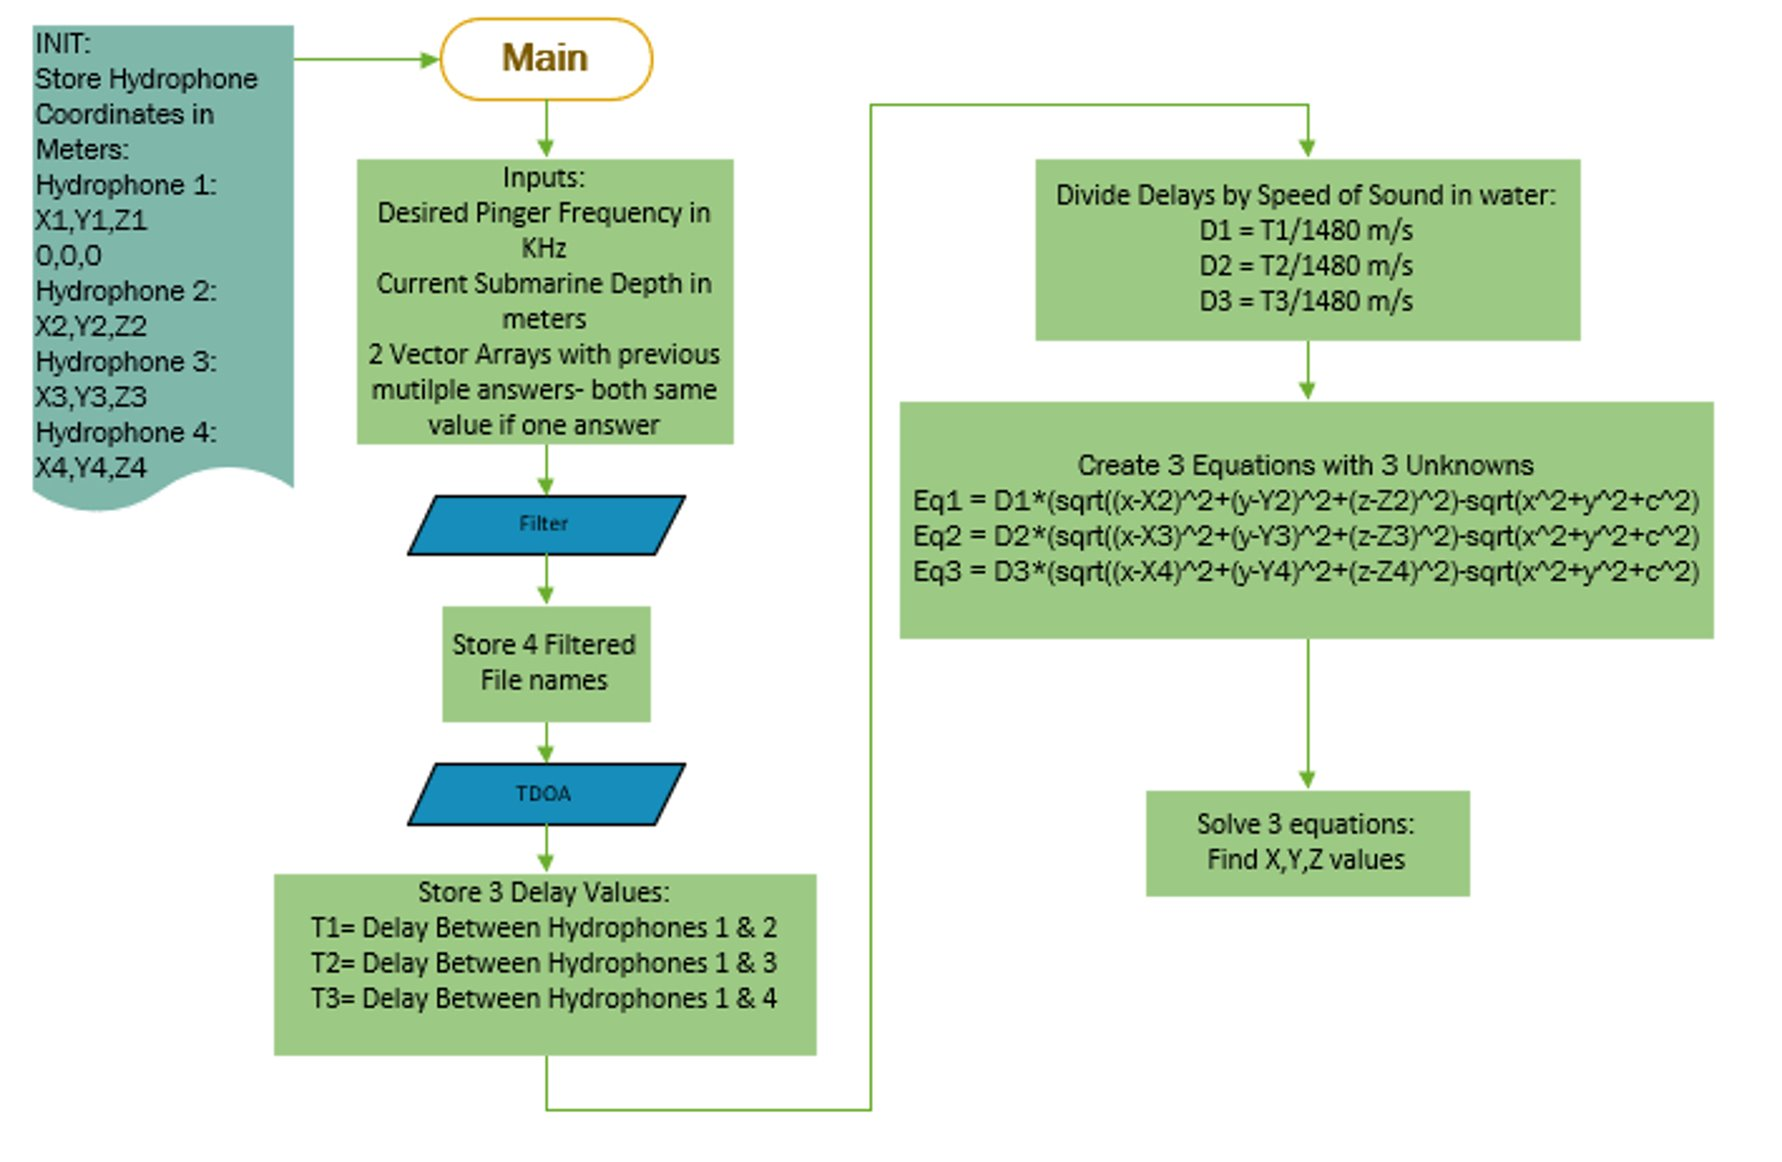 INIT:
Store Hydrophone
Coordinates in
Meters:
Hydrophone 1:
X1,Y1,Z1
0,0,0
Hydrophone 2:
X2,Y2,Z2
Hydrophone 3:
X3,Y3,Z3
Hydrophone 4:
X4,Y4,Z4
Main
Inputs:
Desired Pinger Frequency in
KHz
Current Submarine Depth in
meters
2 Vector Arrays with previous
mutilple answers- both same
value if one answer
Filter
Store 4 Filtered
File names
TDOA
Store 3 Delay Values:
T1= Delay Between Hydrophones 1 & 2
T2= Delay Between Hydrophones 1 & 3
T3= Delay Between Hydrophones 1 & 4
Divide Delays by Speed of Sound in water:
D1 = T1/1480 m/s
D2 = T2/1480 m/s
D3 = T3/1480 m/s
Create 3 Equations with 3 Unknowns
Eq1 = D1*(sqrt((x-X2)^2+(y-Y2)^2+(z-Z2)^2)-sqrt(x^2+y^2+c^2)
Eq2 = D2*(sqrt((x-X3)^2+(y-Y3)^2+(z-Z3)^2)-sqrt(x^2+y^2+c^2)
Eq3 = D3*(sqrt((x-X4)^2+(y-Y4)^2+(z-Z4)^2)-sqrt(x^2+y^2+c^2)
Solve 3 equations:
Find X,Y,Z values